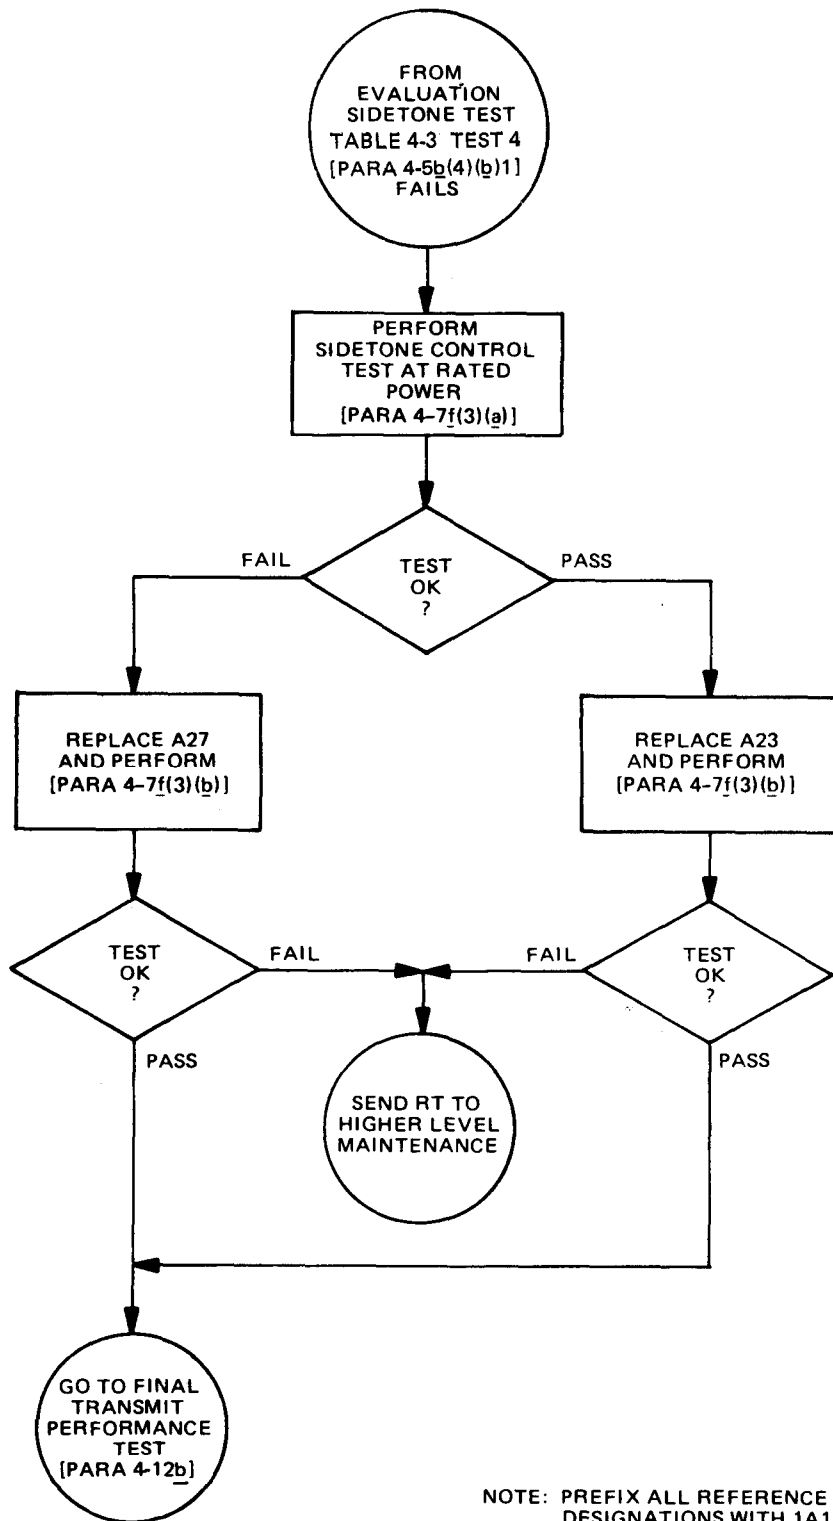 FROM
EVALUATION
SIDETONE TEST
TABLE 4-3 TEST 4
[PARA 4-5b(4)(b)1]
FAILS
PERFORM
SIDETONE CONTROL
TEST AT RATED
POWER
[PARA 4-7f(3)(a)]
TEST
OK
?
FAIL
PASS
REPLACE A27
AND PERFORM
[PARA 4-7f(3)(b)]
REPLACE A23
AND PERFORM
[PARA 4-7f(3)(b)]
TEST
OK
?
FAIL
PASS
TEST
OK
?
FAIL
PASS
SEND RT TO
HIGHER LEVEL
MAINTENANCE
GO TO FINAL
TRANSMIT
PERFORMANCE
TEST
[PARA 4-12b]
NOTE: PREFIX ALL REFERENCE
DESIGNATIONS WITH 1A1